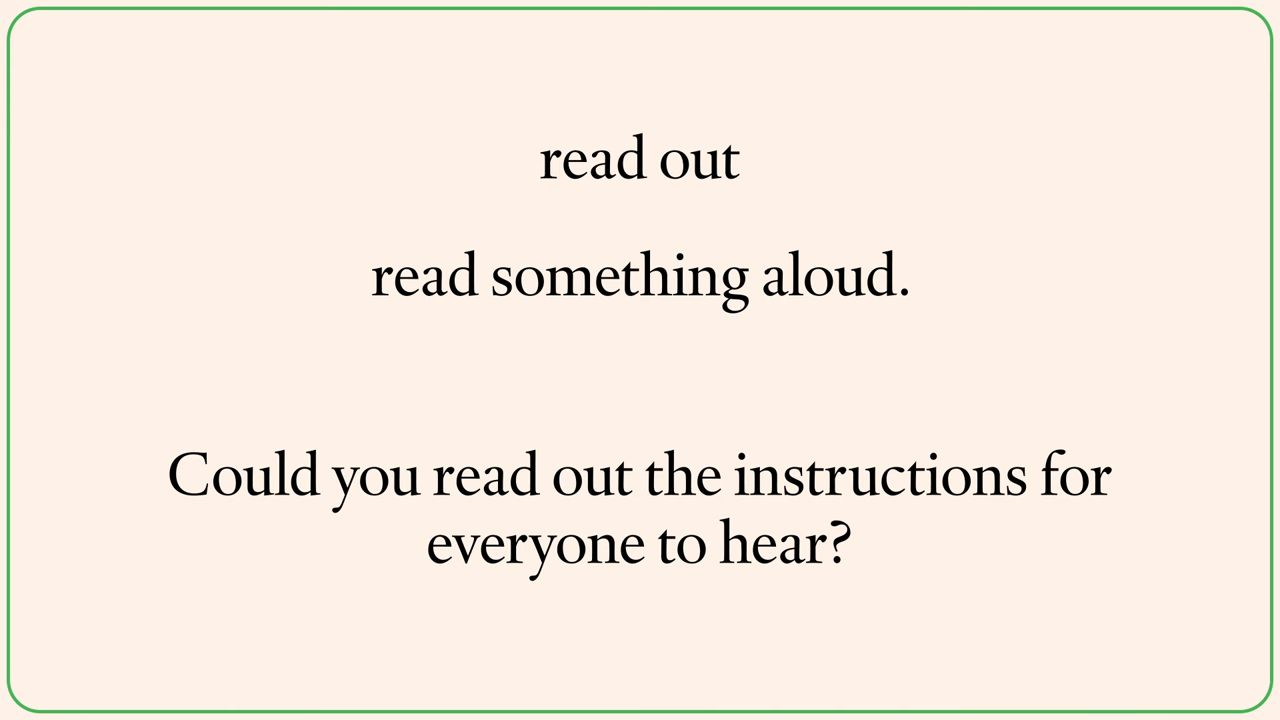 read out
read something aloud.
Could you read out the instructions for
everyone to hear?